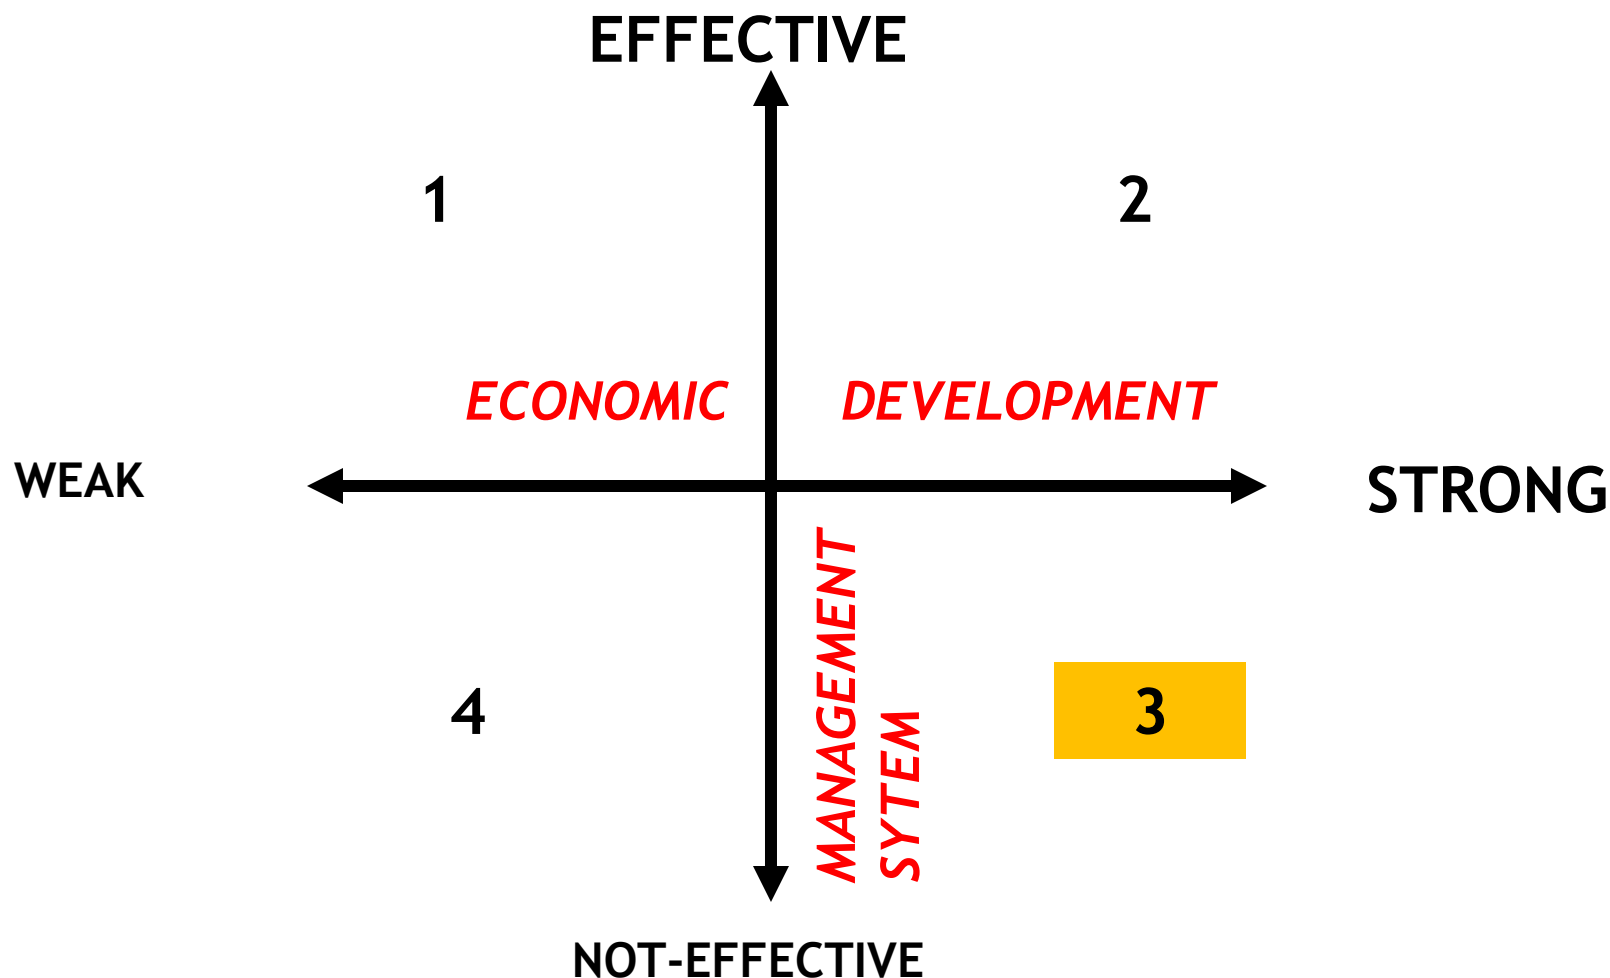 EFFECTIVE
1
2
ECONOMIC
DEVELOPMENT
WEAK
STRONG
MANAGEMENT
SYTEM
4
3
NOT-EFFECTIVE